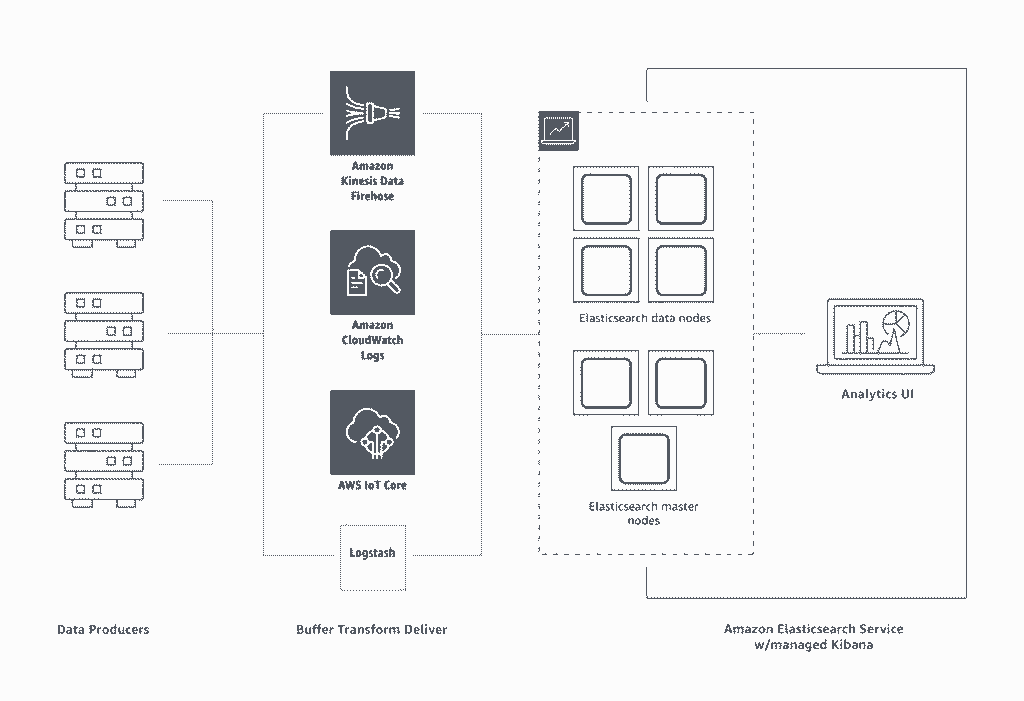 Amazon
Kinesis Data
Firehose
Amazon
CloudWatch
Logs
AWS IoT Core
Logstash
Elasticsearch data nodes
Elasticsearch master
nodes
Analytics UI
Data Producers
Buffer Transform Deliver
Amazon Elasticsearch Service
w/managed Kibana